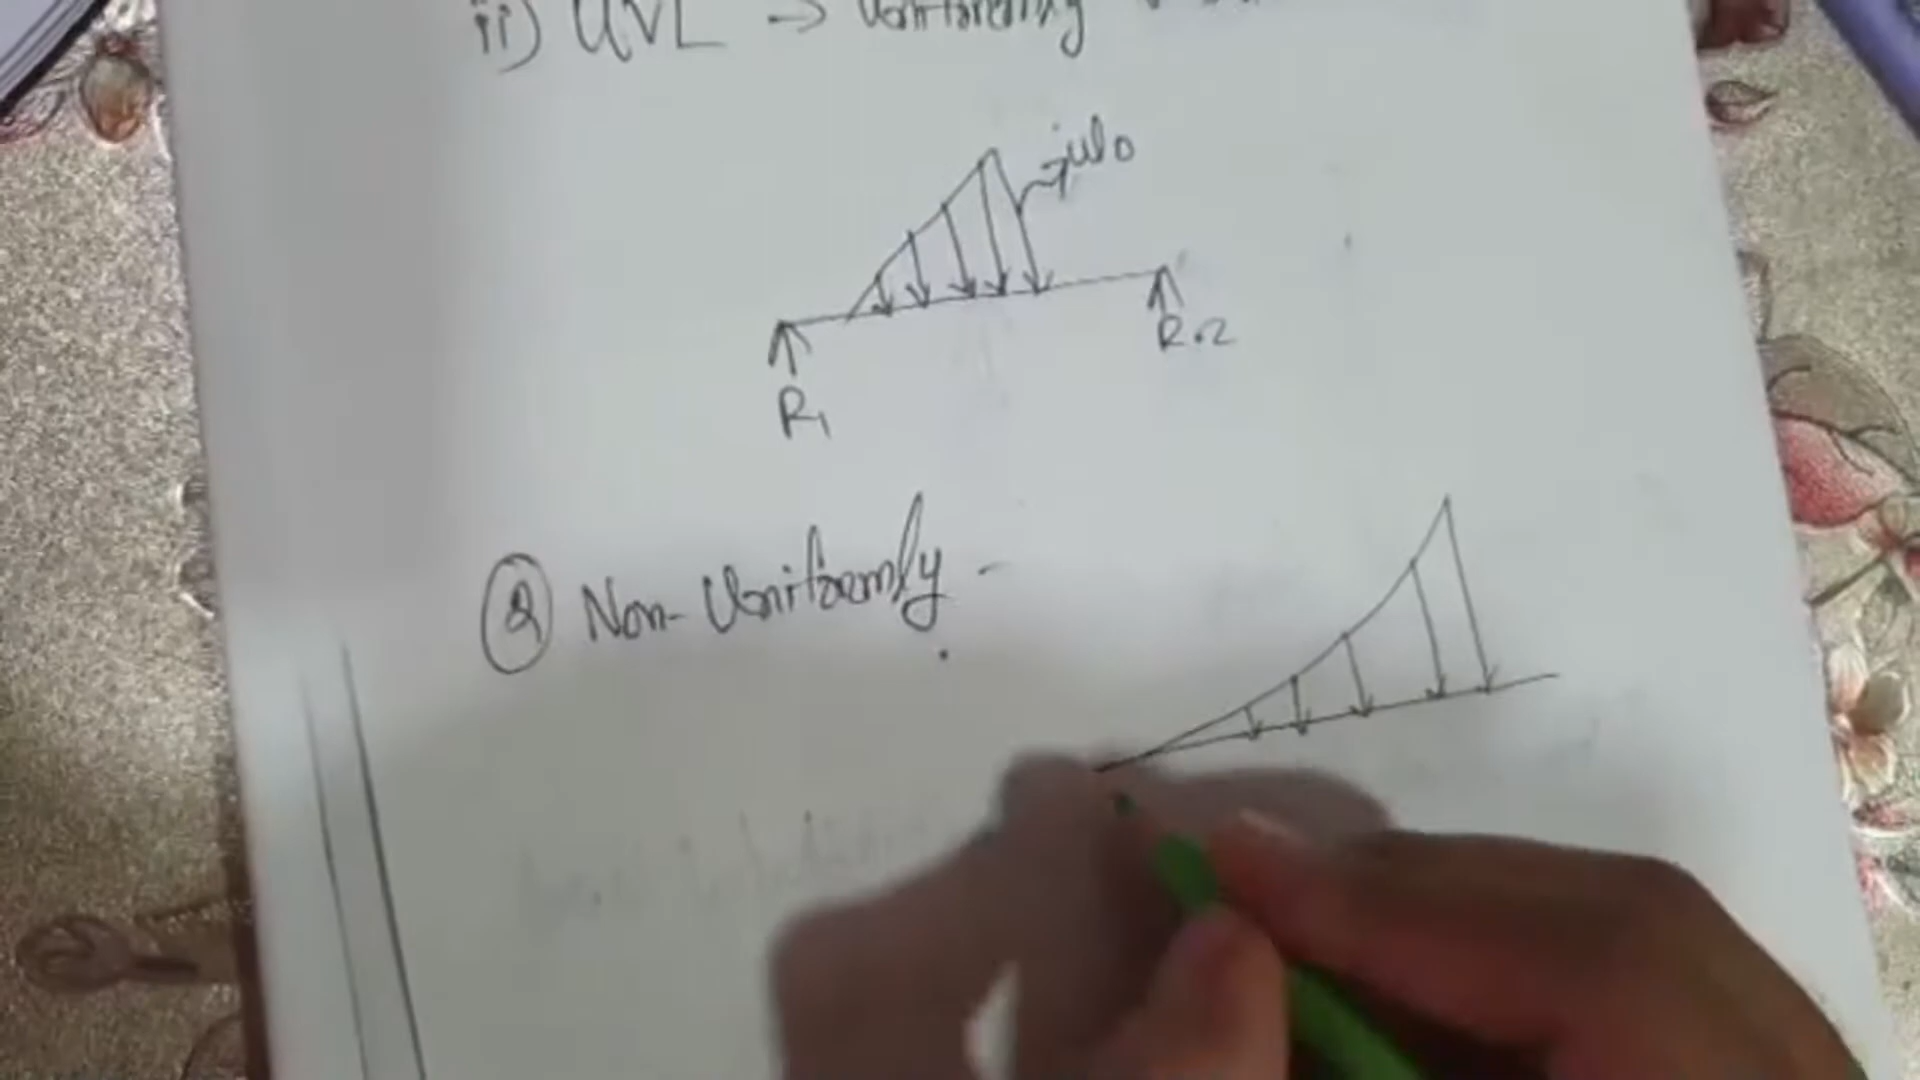 ii) UVL → Uniformly
w0
R1
R2
② Non-Uniformly -